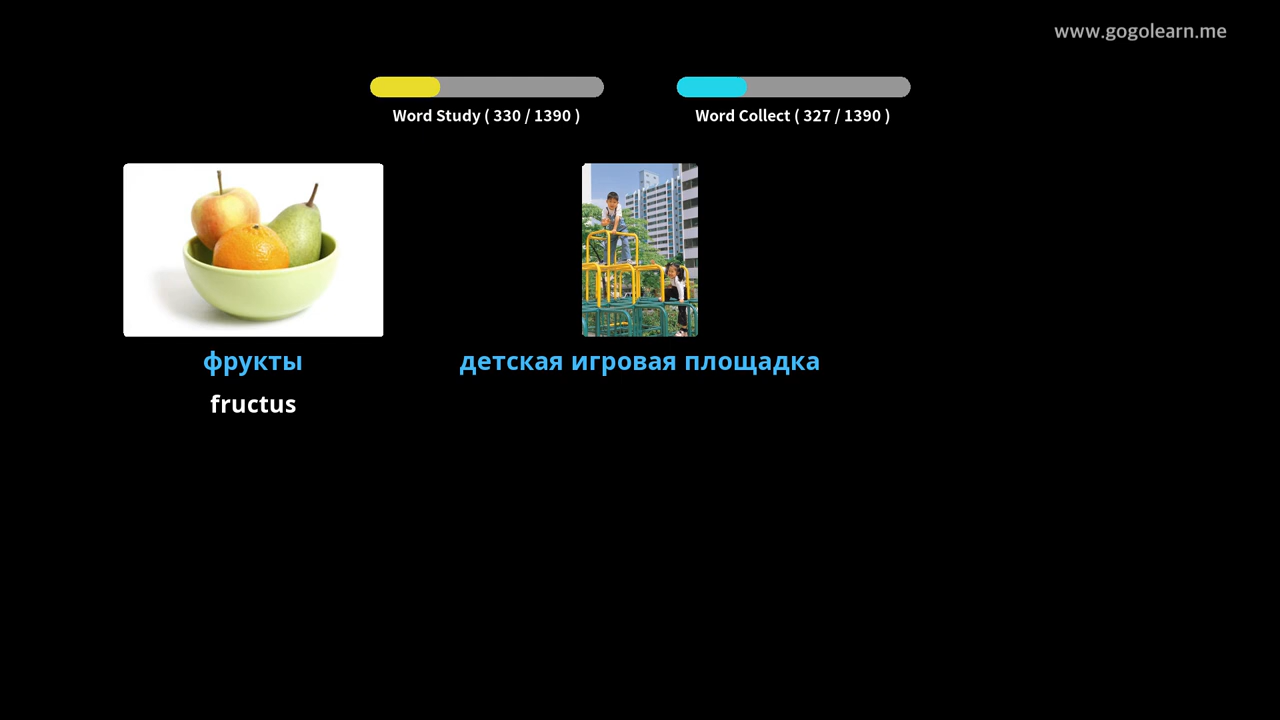 www.gogolearn.me
Word Study ( 330 / 1390 )
Word Collect ( 327 / 1390 )
фрукты
детская игровая площадка
fructus